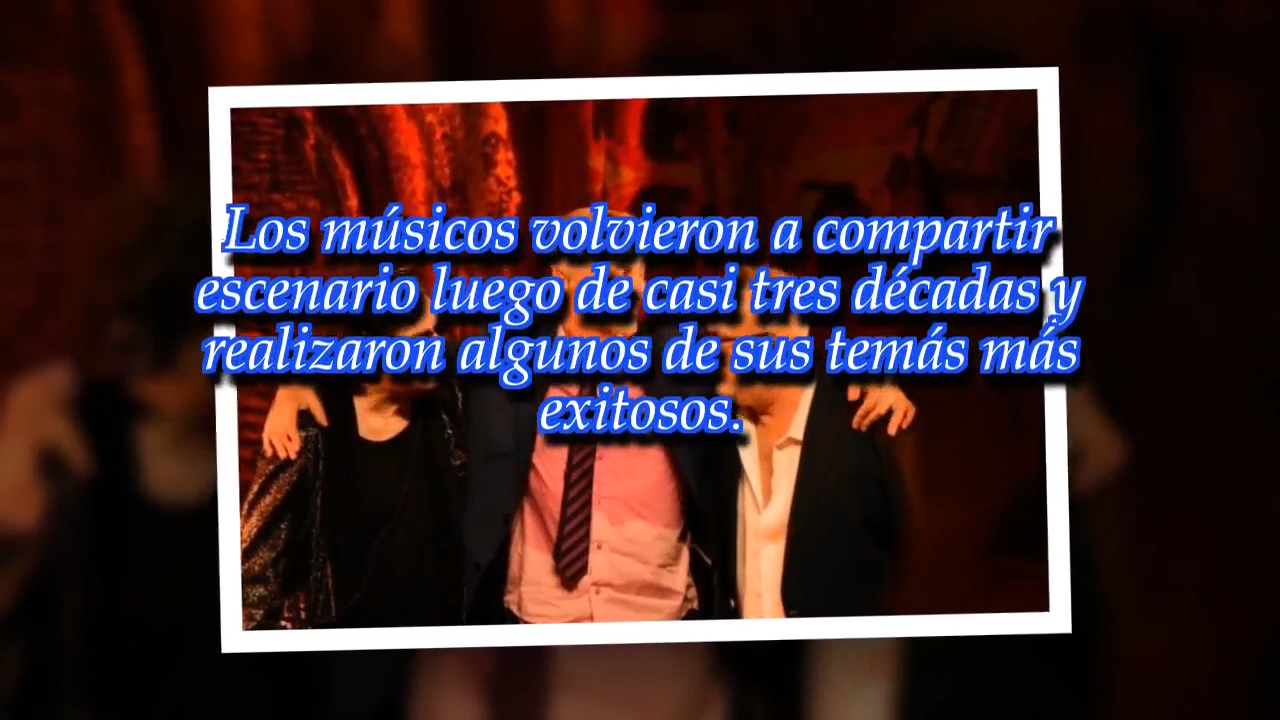 Los músicos volvieron a compartir
escenario luego de casi tres décadas y
realizaron algunos de sus temás más
exitosos.